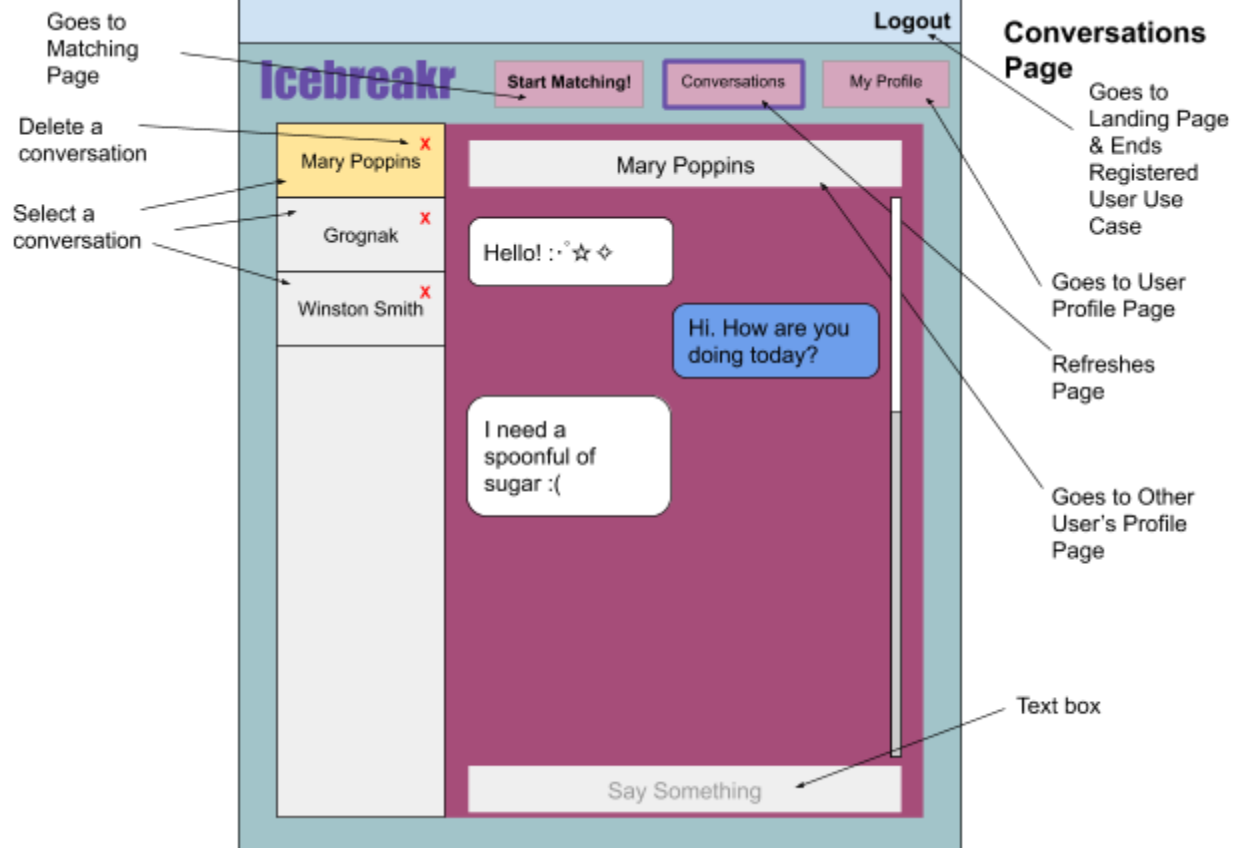 Goes to
Matching
Page
Logout
Conversations
Page
Icebreakr
Start Matching!
Conversations
My Profile
Goes to
Landing Page
& Ends
Registered
User Use
Case
Delete a
conversation
X
Mary Poppins
Mary Poppins
Select a
conversation
X
Grognak
Hello! :·˚☆✧
X
Winston Smith
Goes to User
Profile Page
Hi. How are you
doing today?
Refreshes
Page
I need a
spoonful of
sugar :(
Goes to Other
User’s Profile
Page
Text box
Say Something